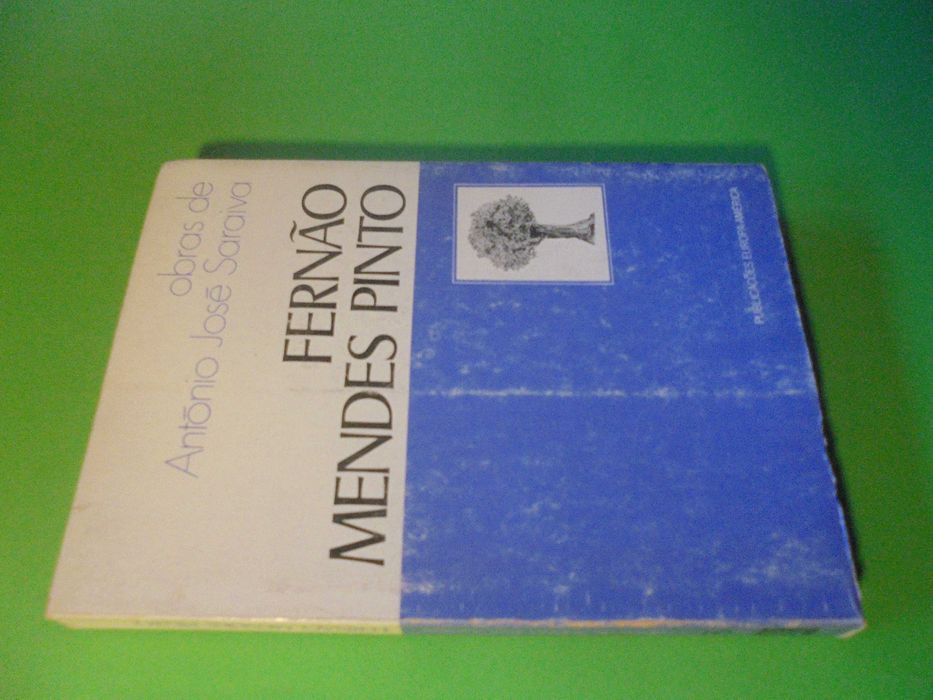 obras de
António José Saraiva
FERNÃO
MENDES PINTO
PUBLICAÇÕES EUROPA-AMÉRICA